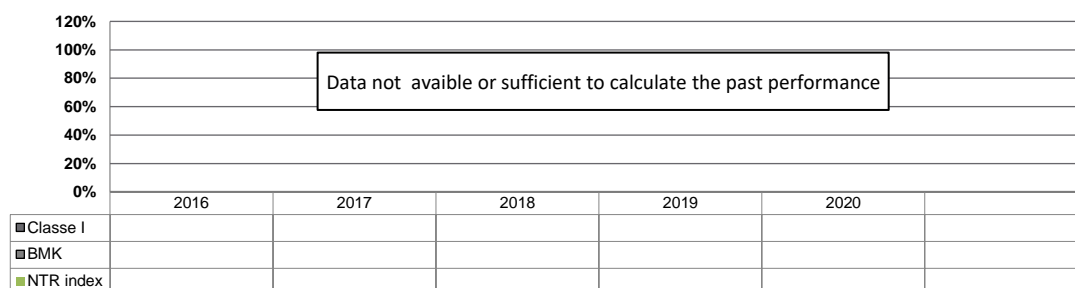 120%
100%
80%
60%
40%
20%
0%
Data not avaible or sufficient to calculate the past performance
2016 2017 2018 2019 2020
Classe I
BMK
NTR index